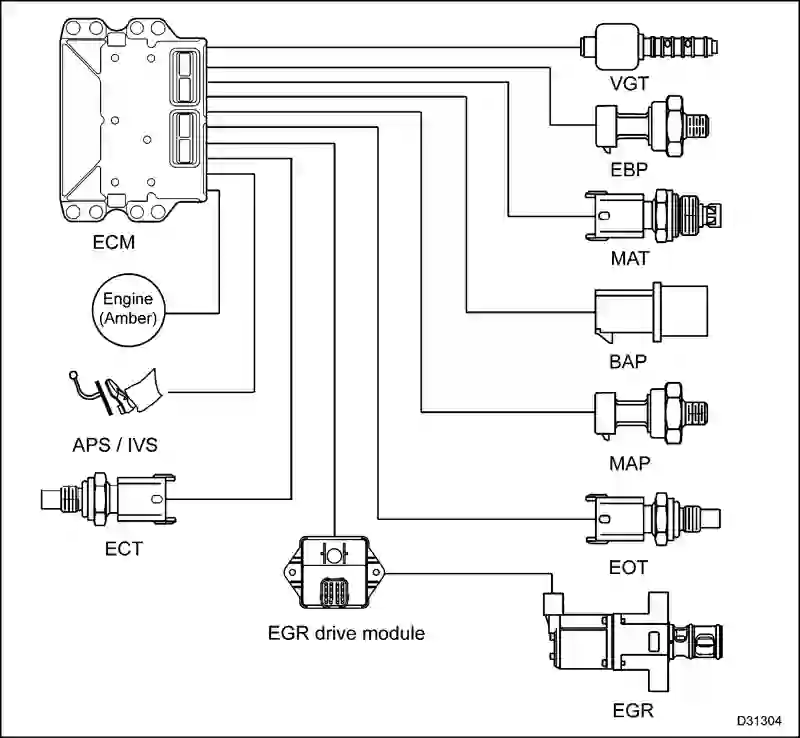 VGT
EBP
ECM
MAT
Engine
(Amber)
BAP
APS / IVS
MAP
ECT
EOT
EGR drive module
EGR
D31304